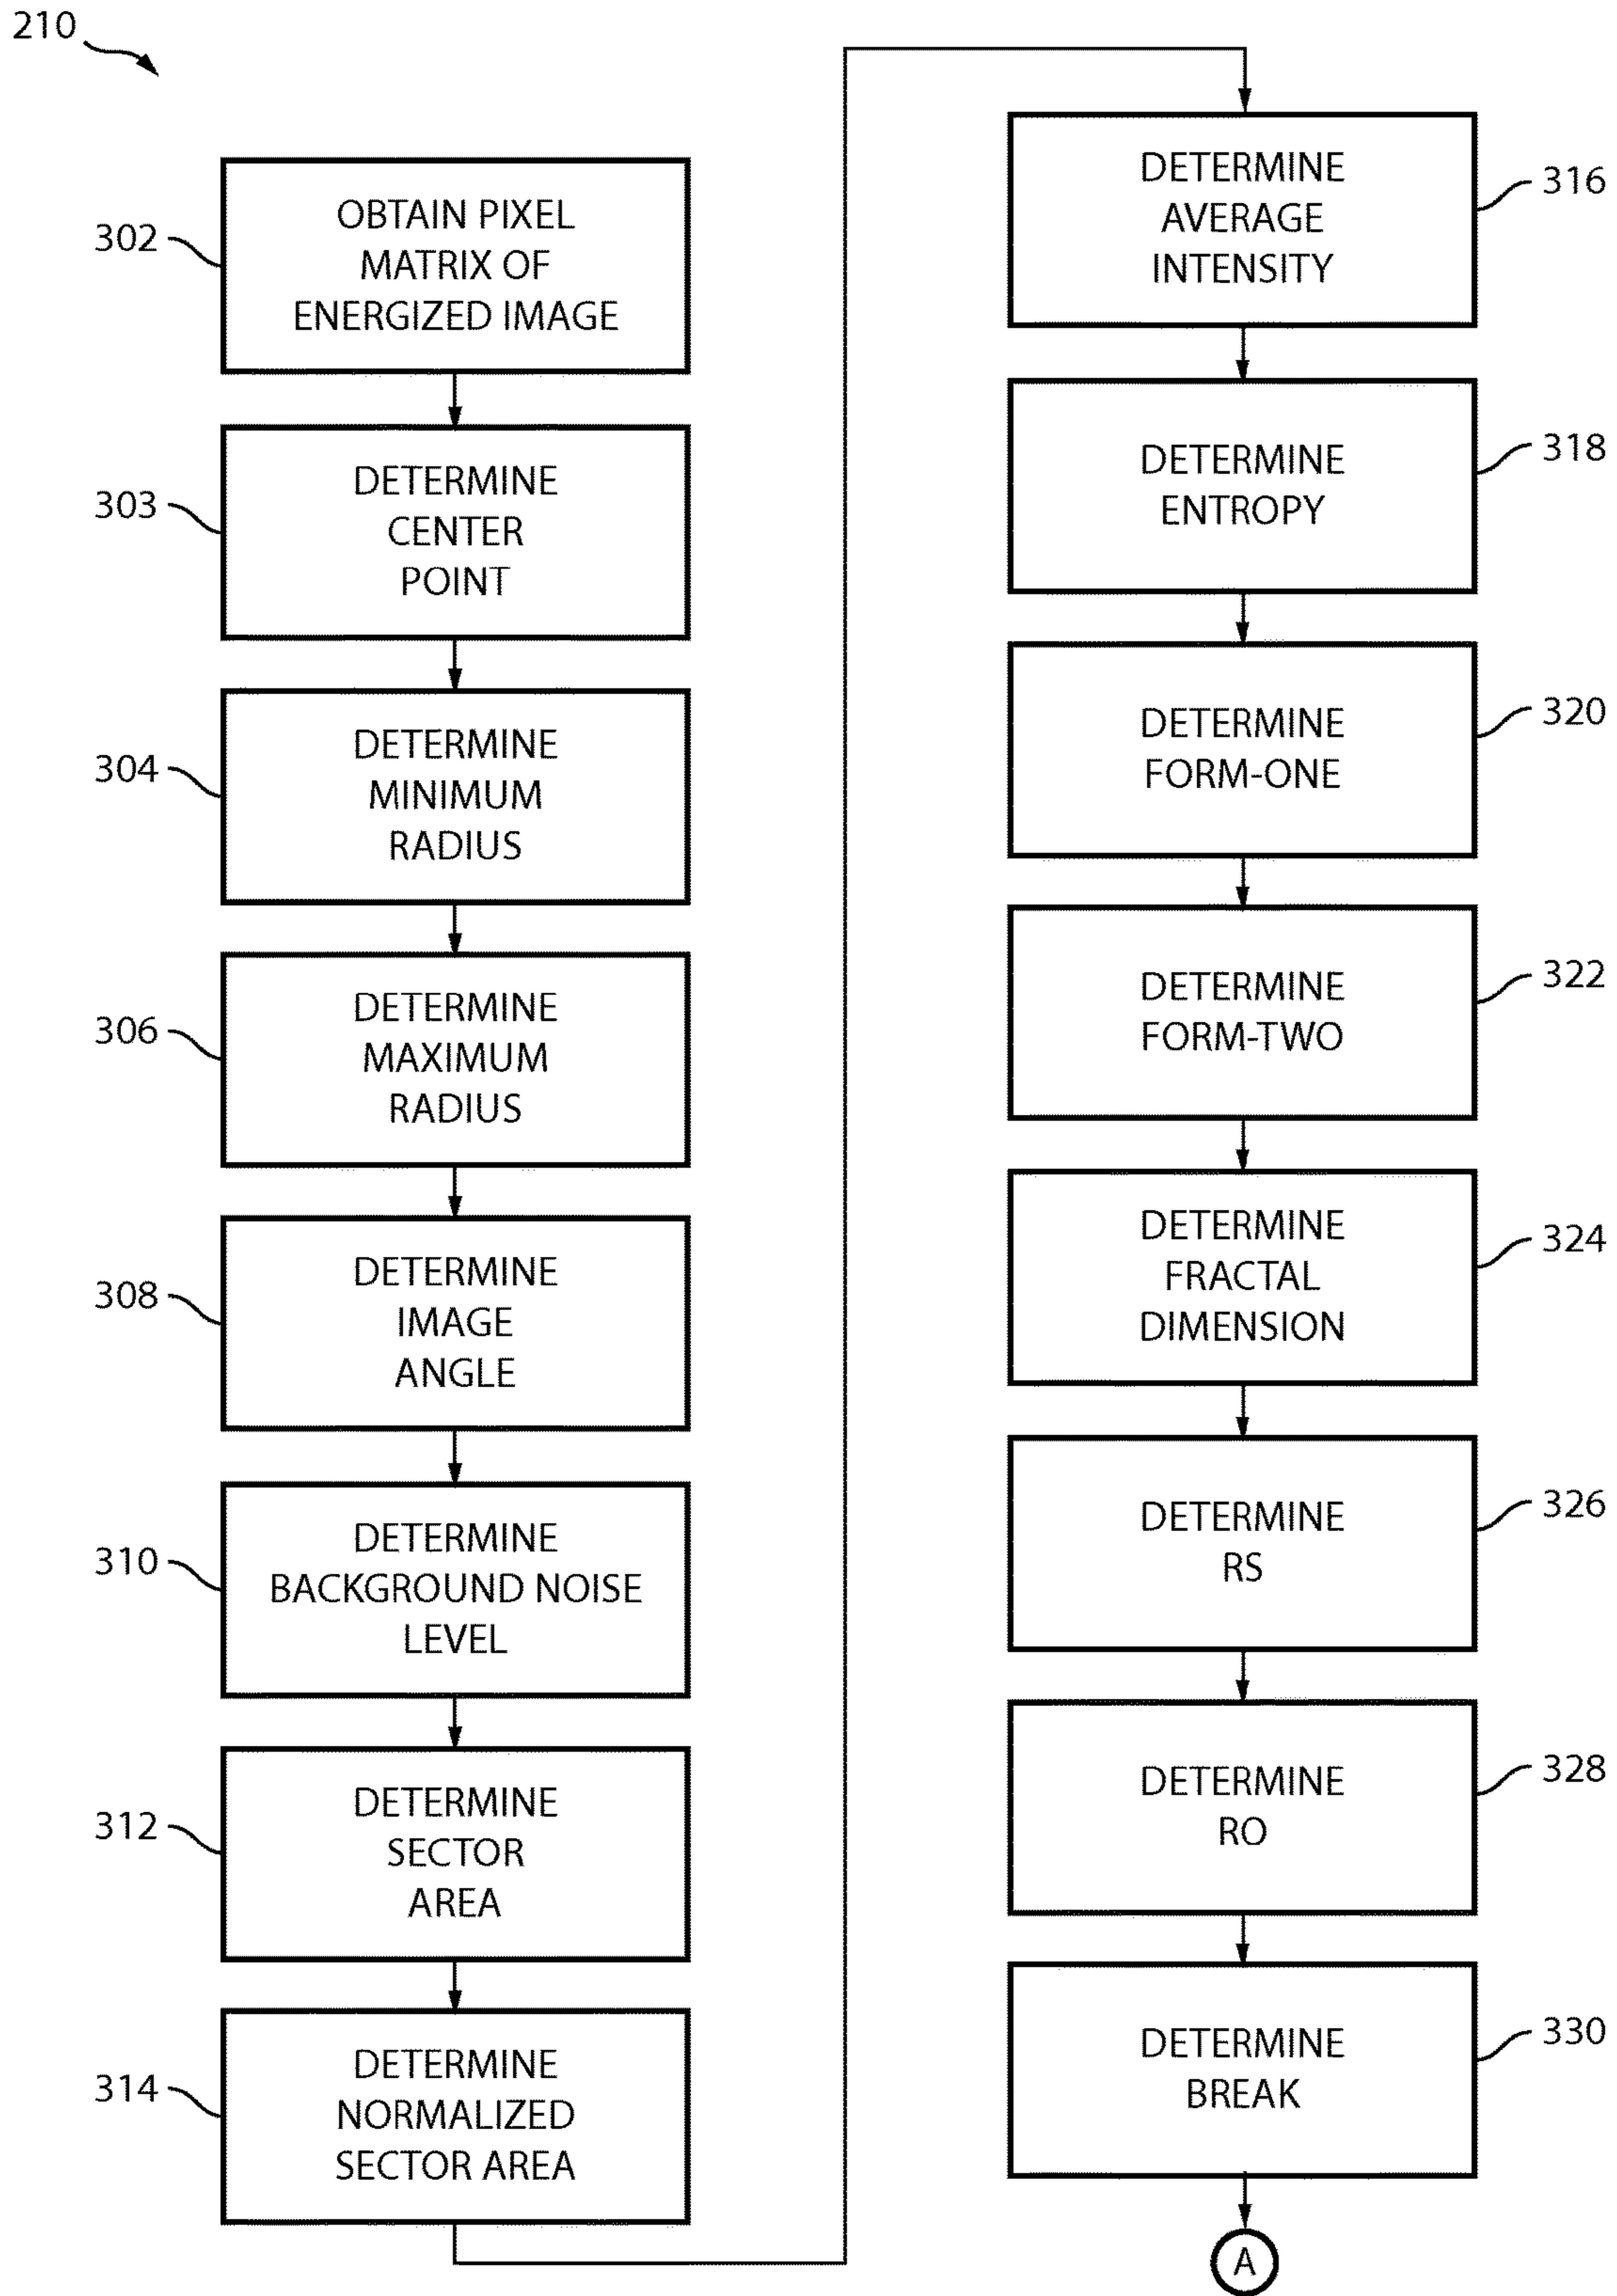 210
302
OBTAIN PIXEL
MATRIX OF
ENERGIZED IMAGE
303
DETERMINE
CENTER
POINT
304
DETERMINE
MINIMUM
RADIUS
306
DETERMINE
MAXIMUM
RADIUS
308
DETERMINE
IMAGE
ANGLE
310
DETERMINE
BACKGROUND NOISE
LEVEL
312
DETERMINE
SECTOR
AREA
314
DETERMINE
NORMALIZED
SECTOR AREA
DETERMINE
AVERAGE
INTENSITY
316
DETERMINE
ENTROPY
318
DETERMINE
FORM-ONE
320
DETERMINE
FORM-TWO
322
DETERMINE
FRACTAL
DIMENSION
324
DETERMINE
RS
326
DETERMINE
RO
328
DETERMINE
BREAK
330
A